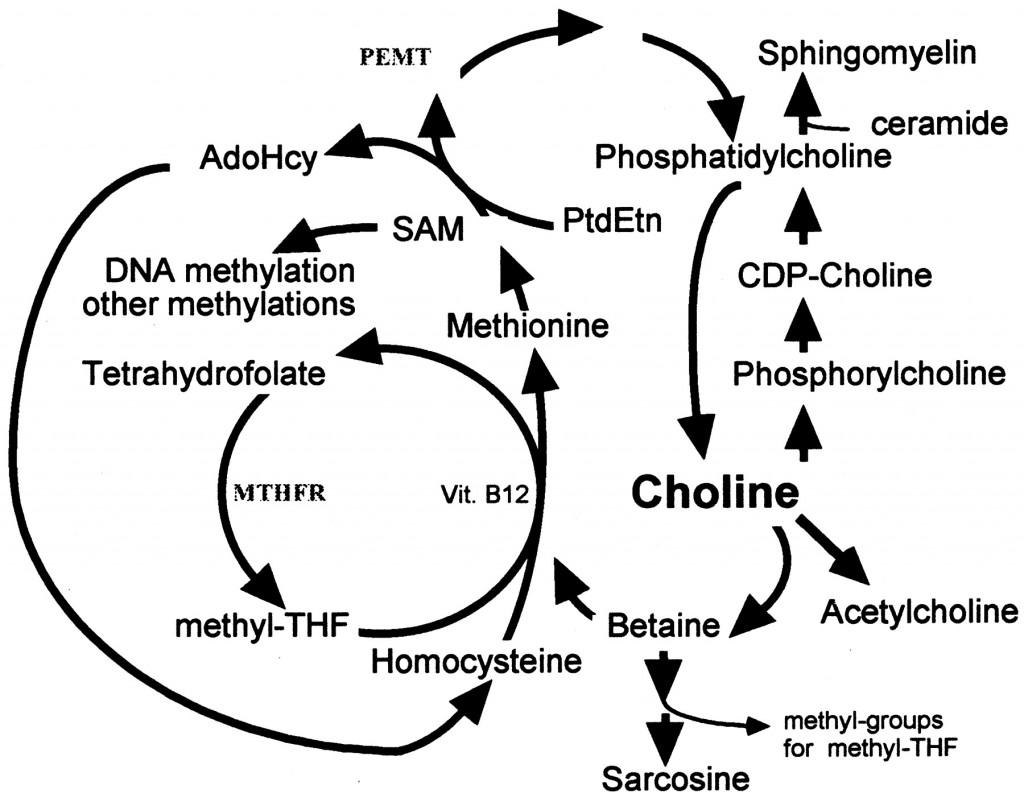 PEMT
Sphingomyelin
ceramide
AdoHcy
Phosphatidylcholine
SAM
PtdEtn
DNA methylation
other methylations
CDP-Choline
Methionine
Tetrahydrofolate
Phosphorylcholine
MTHFR
Vit. B12
Choline
methyl-THF
Betaine
Acetylcholine
Homocysteine
methyl-groups
for methyl-THF
Sarcosine